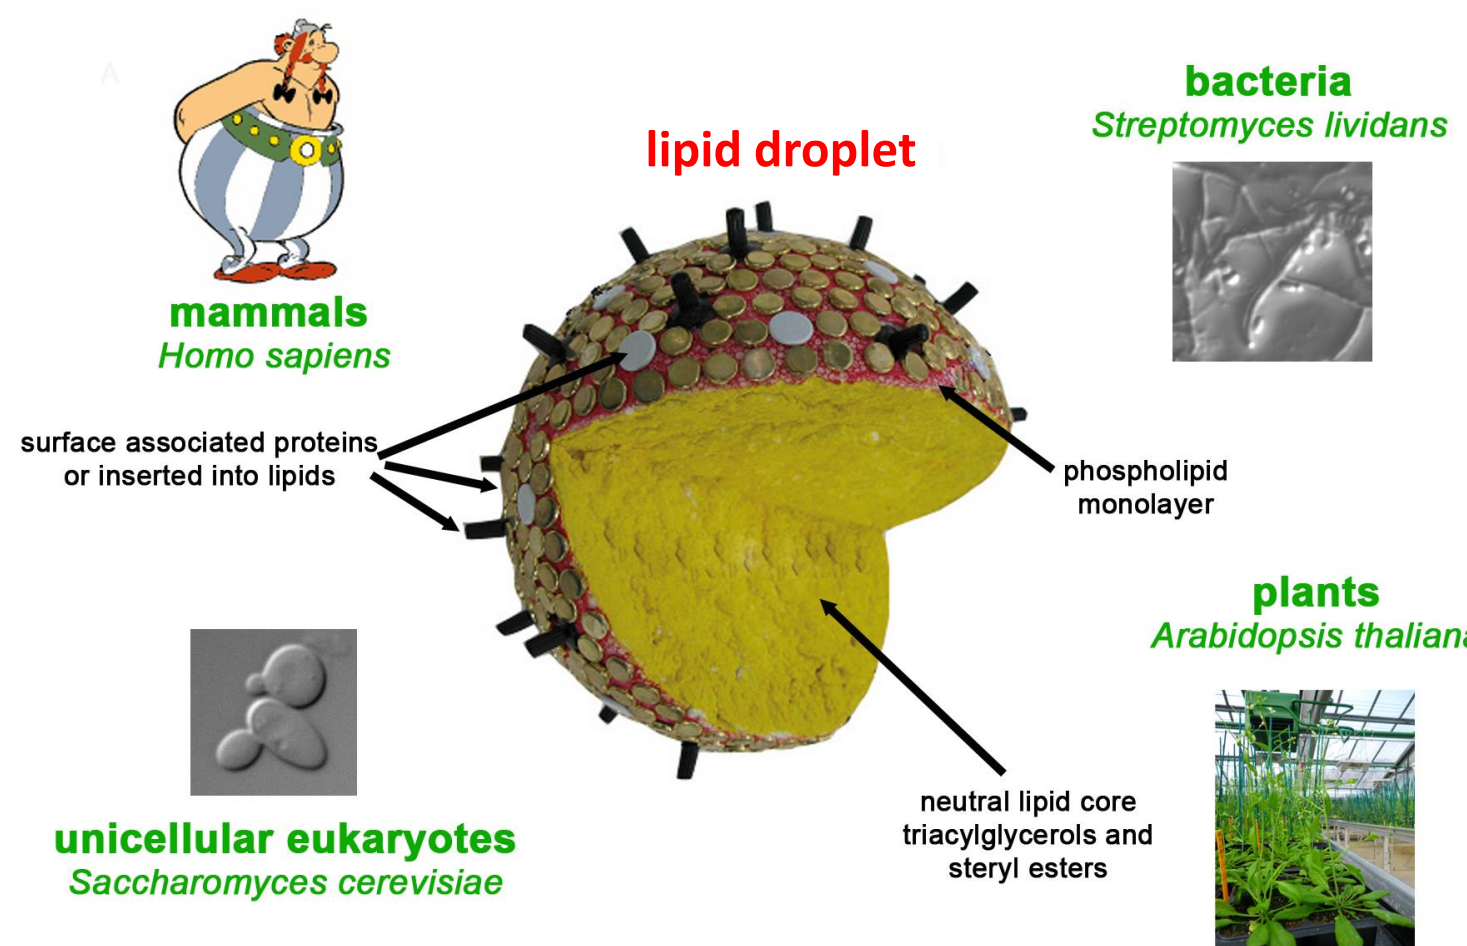 A
mammals
Homo sapiens
lipid droplet
bacteria
Streptomyces lividans
surface associated proteins
or inserted into lipids
phospholipid
monolayer
plants
Arabidopsis thaliana
neutral lipid core
triacylglycerols and
steryl esters
unicellular eukaryotes
Saccharomyces cerevisiae